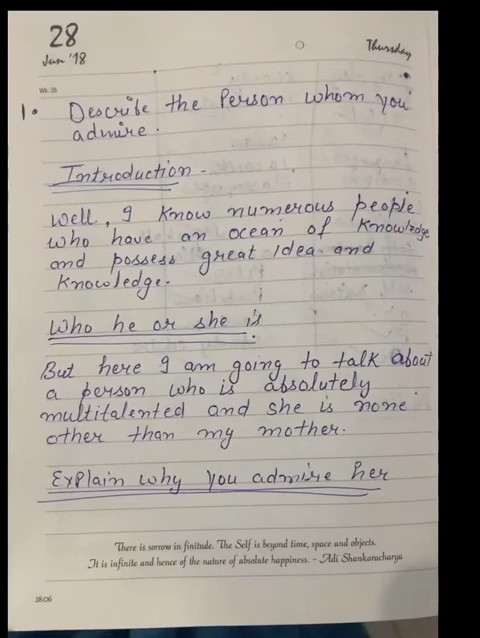 28
Jun '18
Thursday
Wk: 26
1. Describe the Person whom you
admire.
Introduction -
Well, I know numerous people
who have an ocean of knowledge
and possess great idea and
knowledge.
Who he or she is
But here I am going to talk about
a person who is absolutely
multitalented and she is none
other than my mother.
Explain why you admire her
There is sorrow in finitude. The Self is beyond time, space and objects.
It is infinite and hence of the nature of absolute happiness. - Adi Shankaracharya
2806